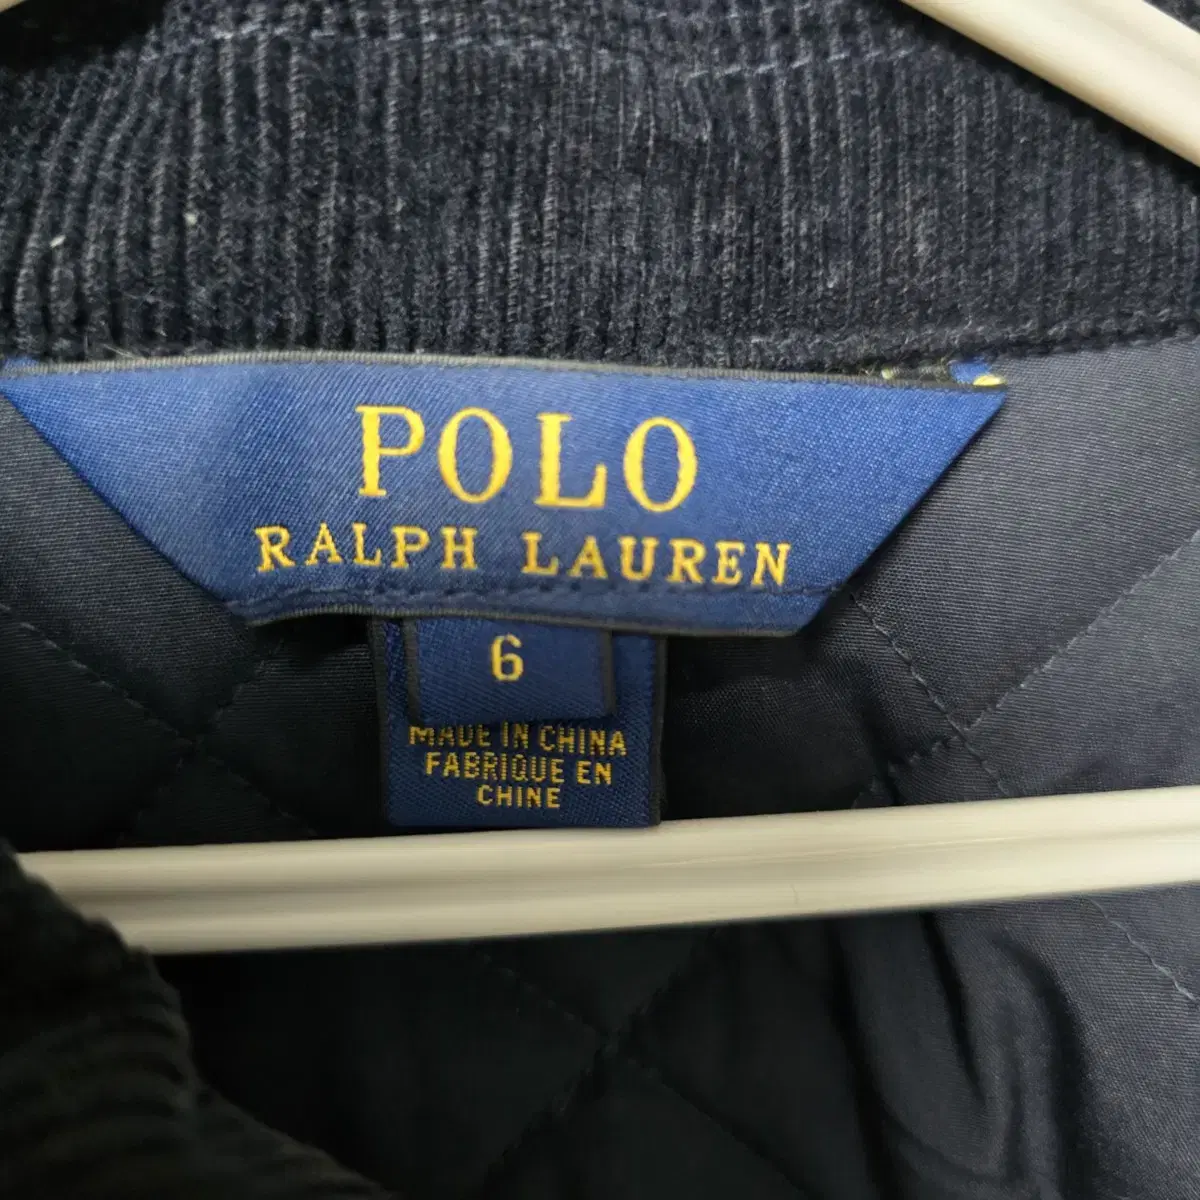 POLO
RALPH LAUREN
6
MADE IN CHINA
FABRIQUE EN
CHINE